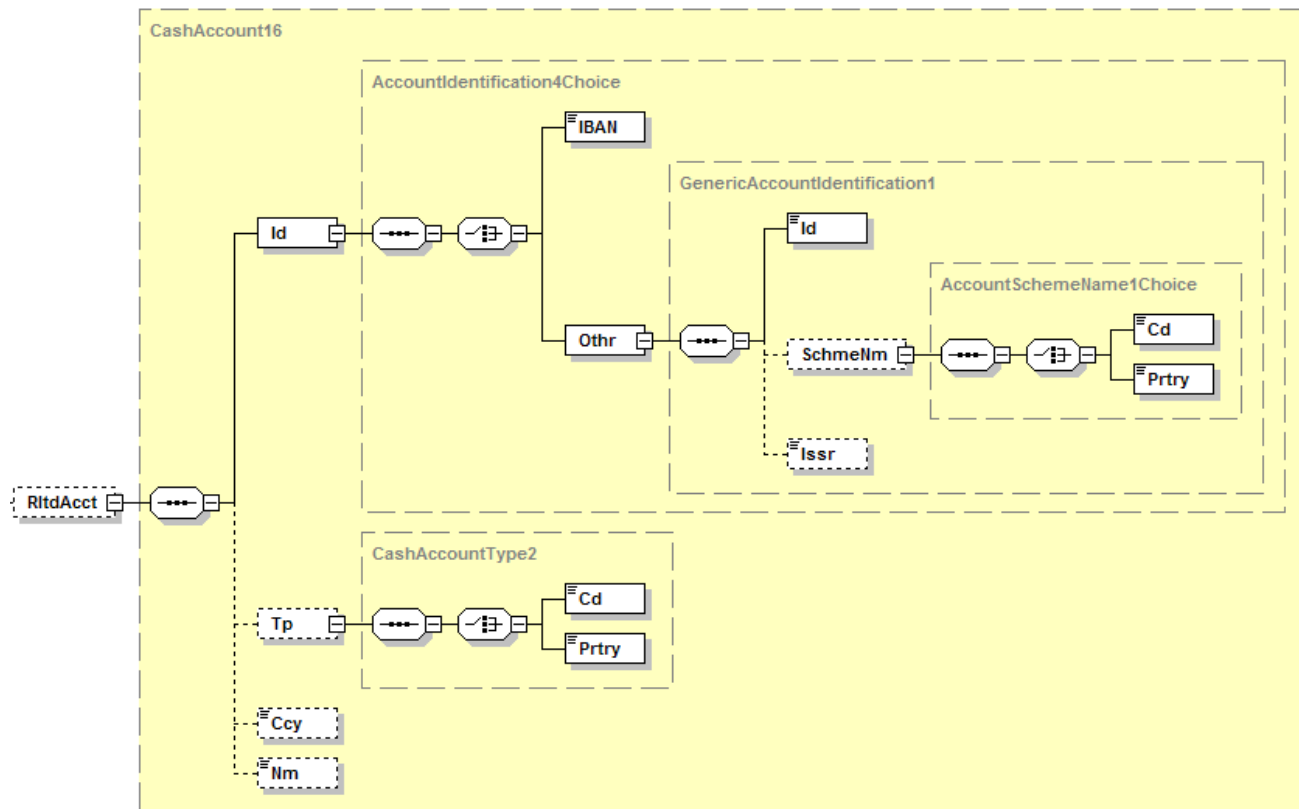 CashAccount16
AccountIdentification4Choice
IBAN
GenericAccountIdentification1
Id
Id
AccountSchemeName1Choice
Cd
Othr
SchmeNm
Prtry
Issr
RltdAcct
CashAccountType2
Cd
Tp
Prtry
Ccy
Nm